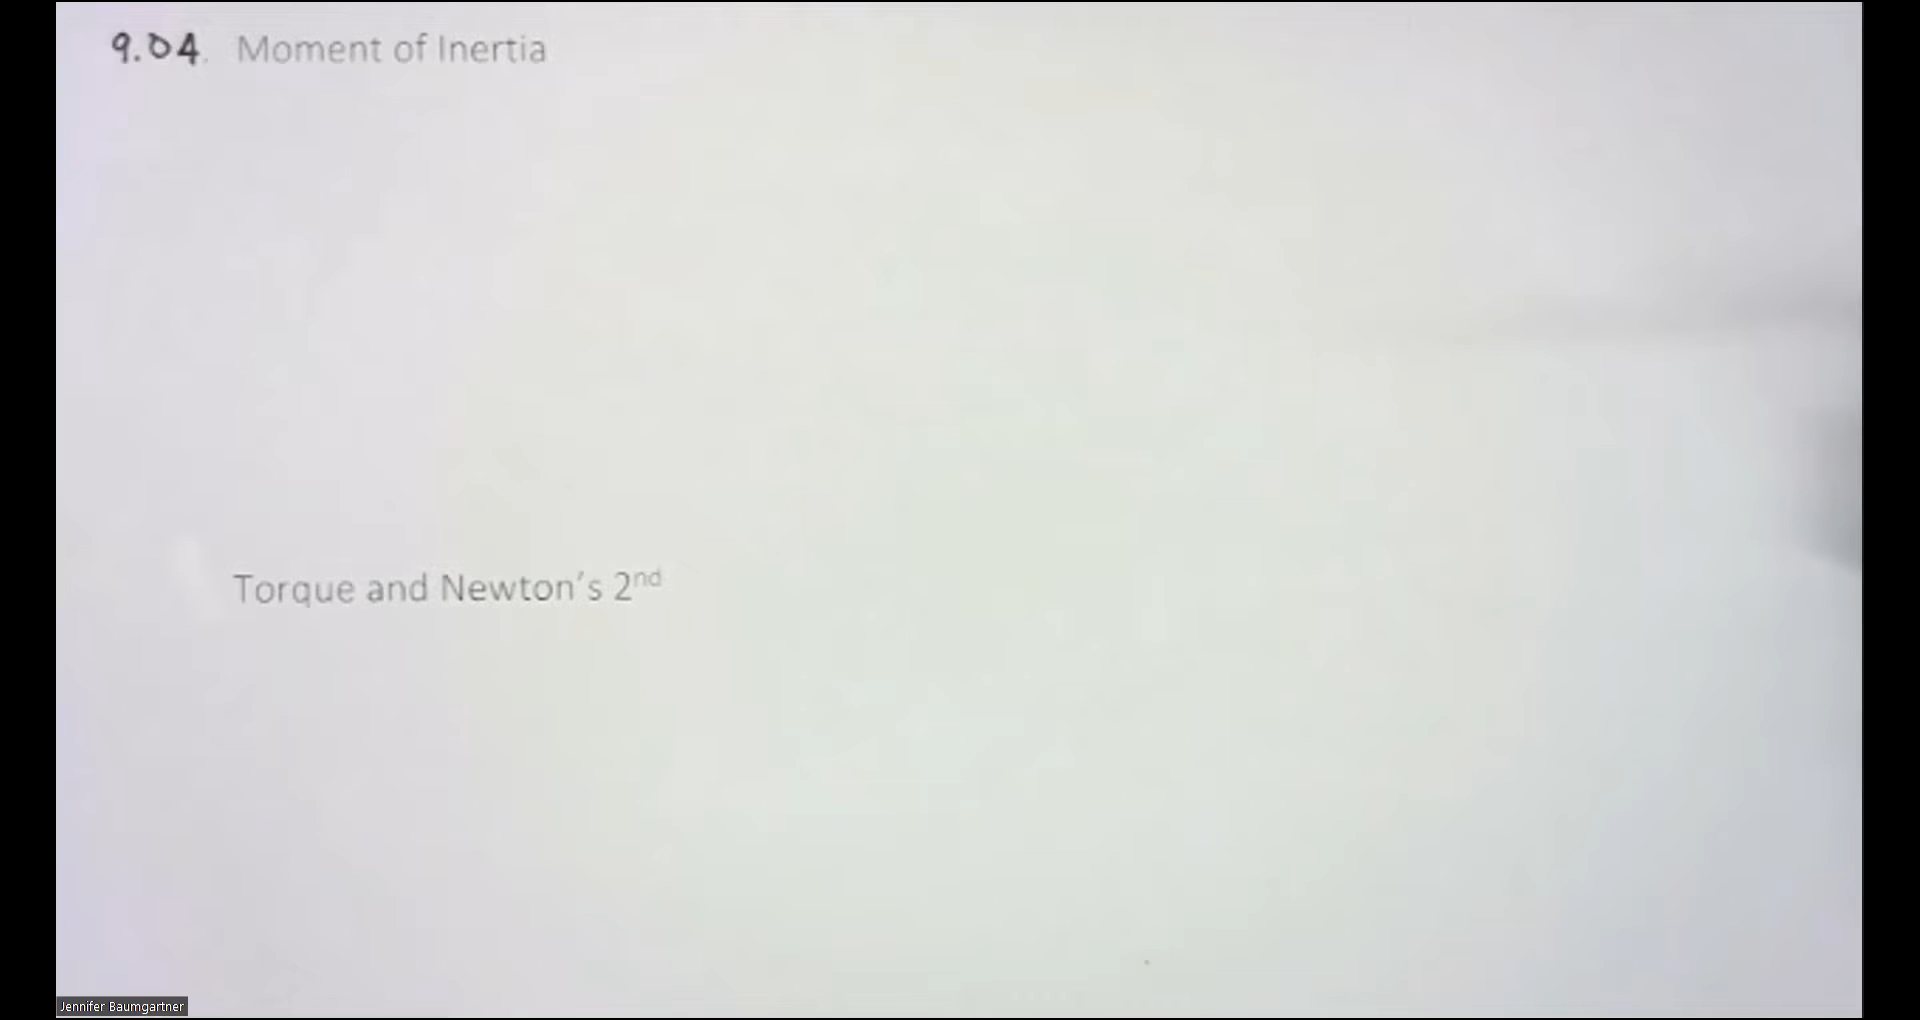 9.04. Moment of Inertia
Torque and Newton's 2nd
Jennifer Baumgartner